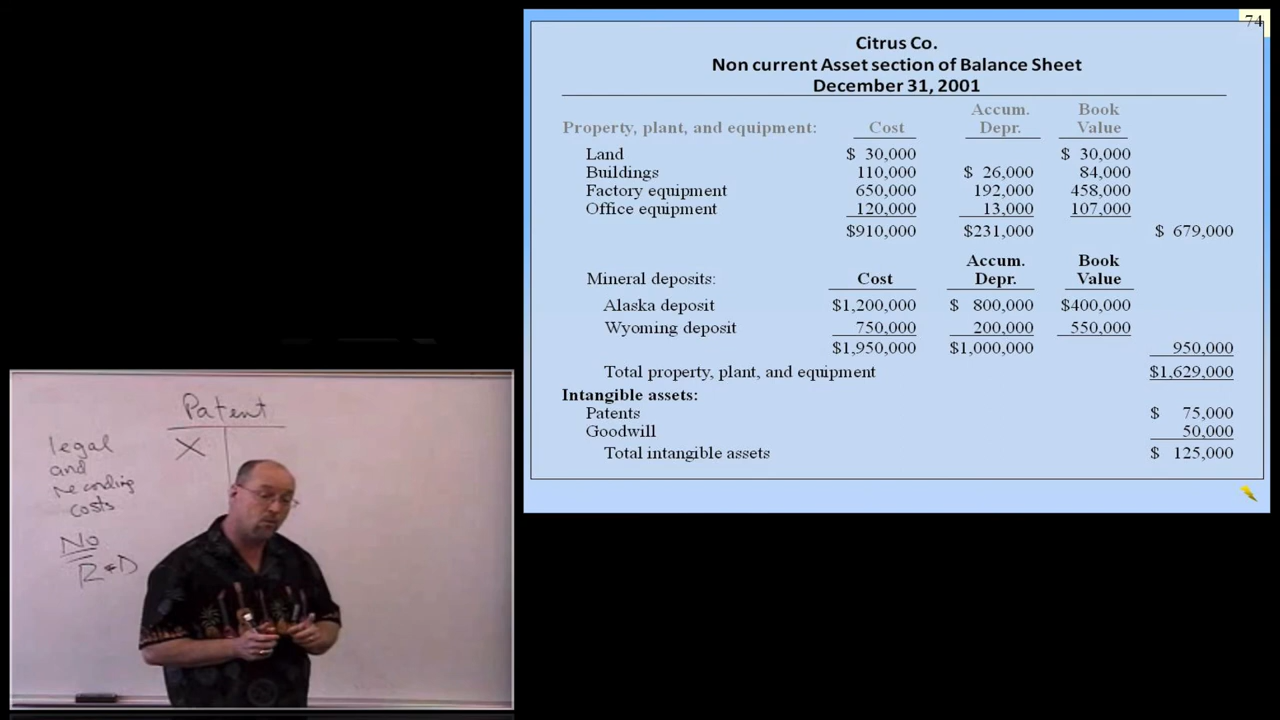 74
Citrus Co.
Non current Asset section of Balance Sheet
December 31, 2001
Accum. Book
Property, plant, and equipment: Cost Depr. Value
Land $ 30,000 $ 30,000
Buildings 110,000 $ 26,000 84,000
Factory equipment 650,000 192,000 458,000
Office equipment 120,000 13,000 107,000
$910,000 $231,000 $ 679,000
Accum. Book
Mineral deposits: Cost Depr. Value
Alaska deposit $1,200,000 $ 800,000 $400,000
Wyoming deposit 750,000 200,000 550,000
$1,950,000 $1,000,000 950,000
Total property, plant, and equipment $1,629,000
Intangible assets:
Patents $ 75,000
Goodwill 50,000
Total intangible assets $ 125,000
Patent
X
legal
and
recording
costs
No
R+D